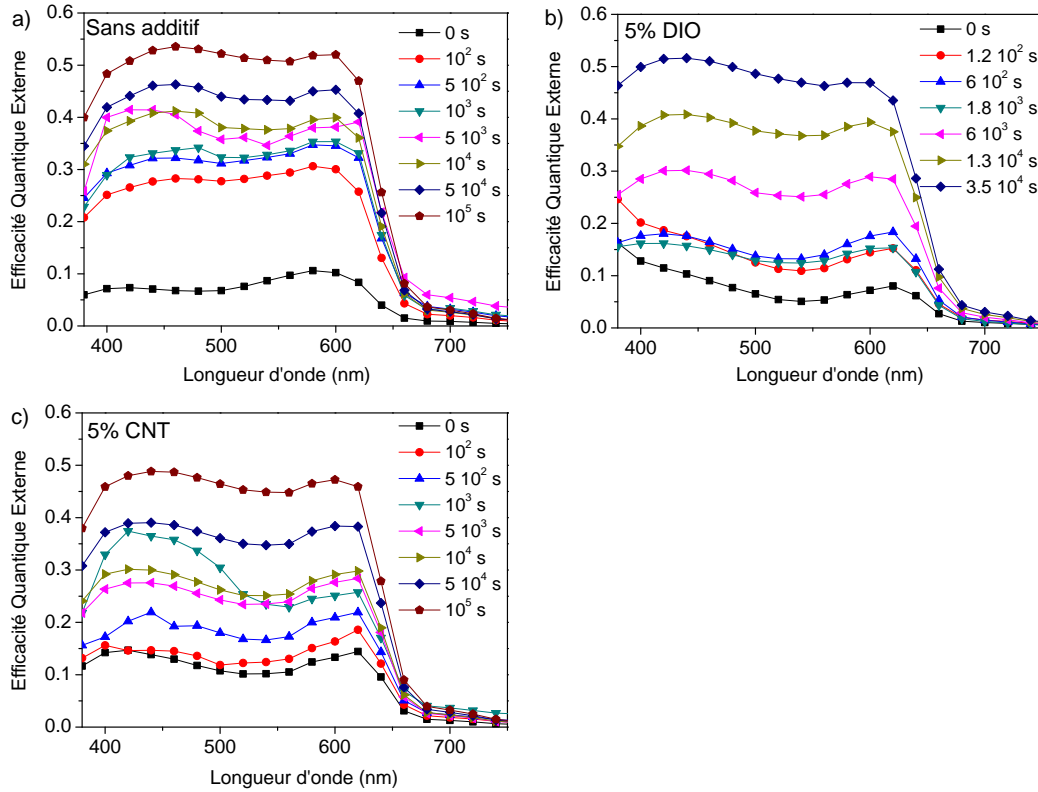 a)
Sans additif
0 s
10² s
5 10² s
10³ s
5 10³ s
10⁴ s
5 10⁴ s
10⁵ s
Efficacité Quantique Externe
0.6
0.5
0.4
0.3
0.2
0.1
0.0
400 500 600 700
Longueur d'onde (nm)
b)
5% DIO
0 s
1.2 10² s
6 10² s
1.8 10³ s
6 10³ s
1.3 10⁴ s
3.5 10⁴ s
Efficacité Quantique Externe
0.6
0.5
0.4
0.3
0.2
0.1
0.0
400 500 600 700
Longueur d'onde (nm)
c)
5% CNT
0 s
10² s
5 10² s
10³ s
5 10³ s
10⁴ s
5 10⁴ s
10⁵ s
Efficacité Quantique Externe
0.6
0.5
0.4
0.3
0.2
0.1
0.0
400 500 600 700
Longueur d'onde (nm)